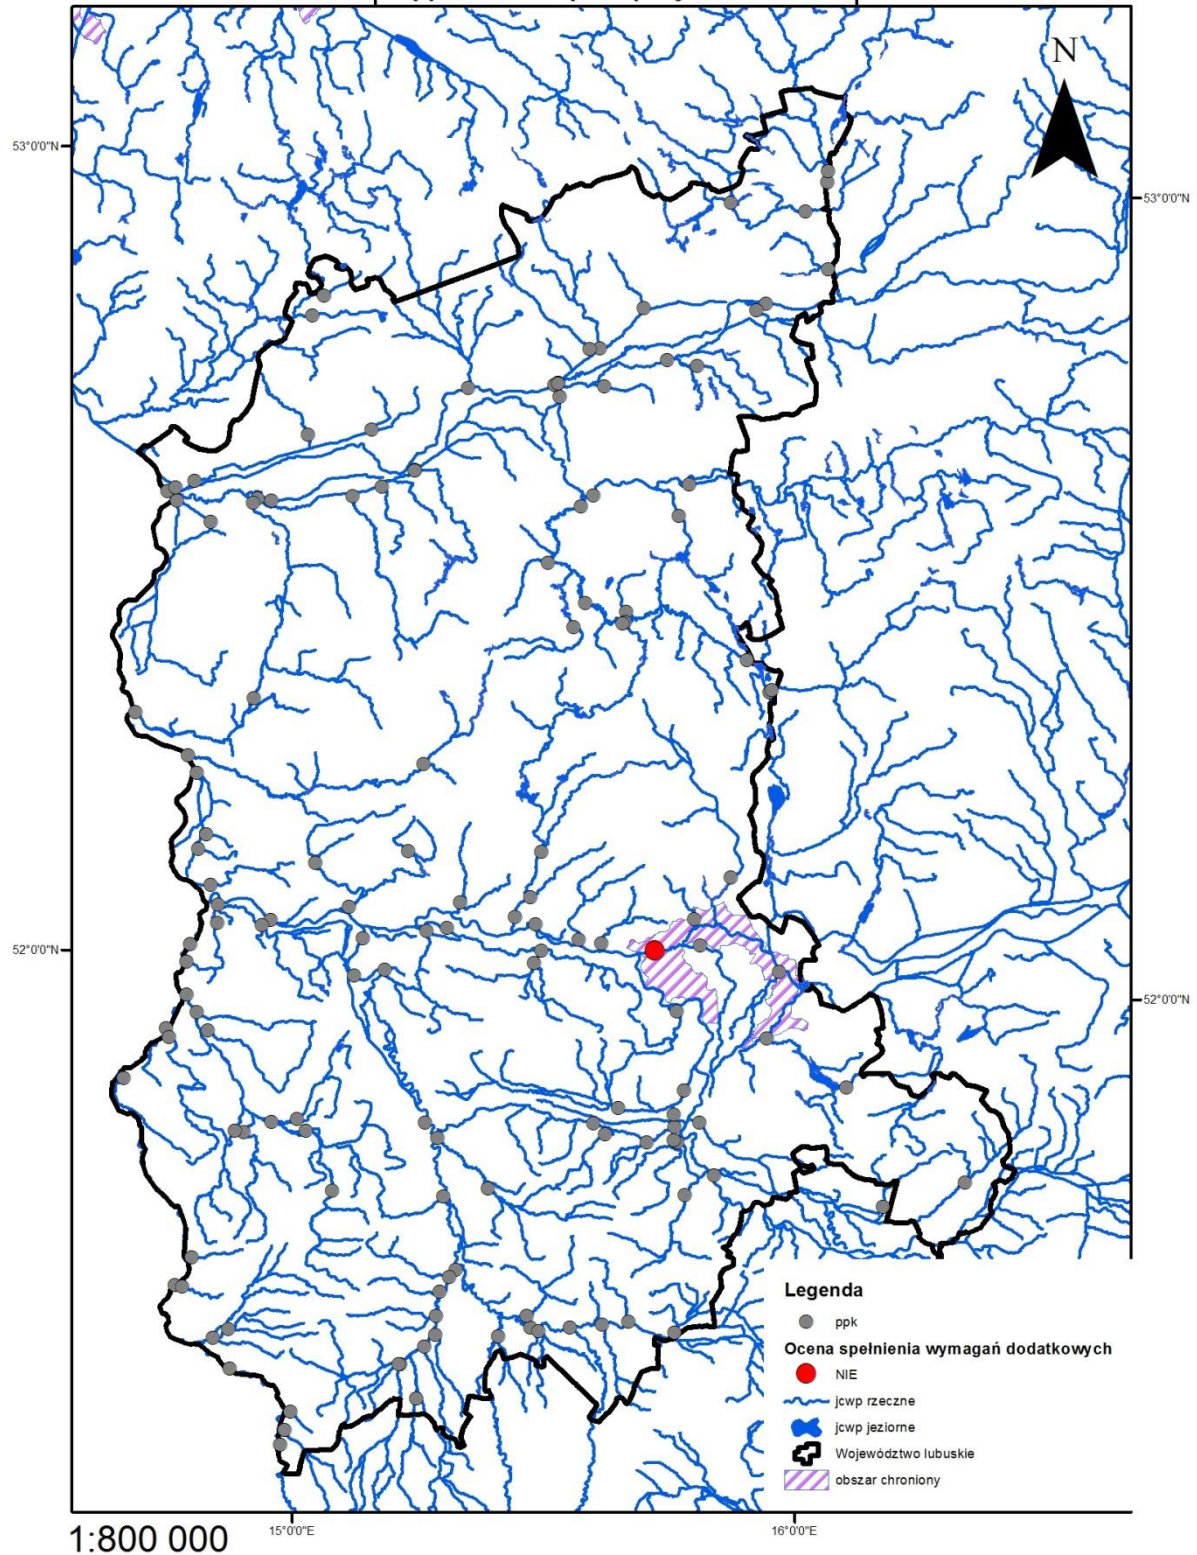 N
53°0'0"N
53°0'0"N
52°0'0"N
52°0'0"N
Legenda
ppk
Ocena spełnienia wymagań dodatkowych
NIE
jcwp rzeczne
jcwp jeziorne
Województwo lubuskie
obszar chroniony
1:800 000
15°0'0"E
16°0'0"E